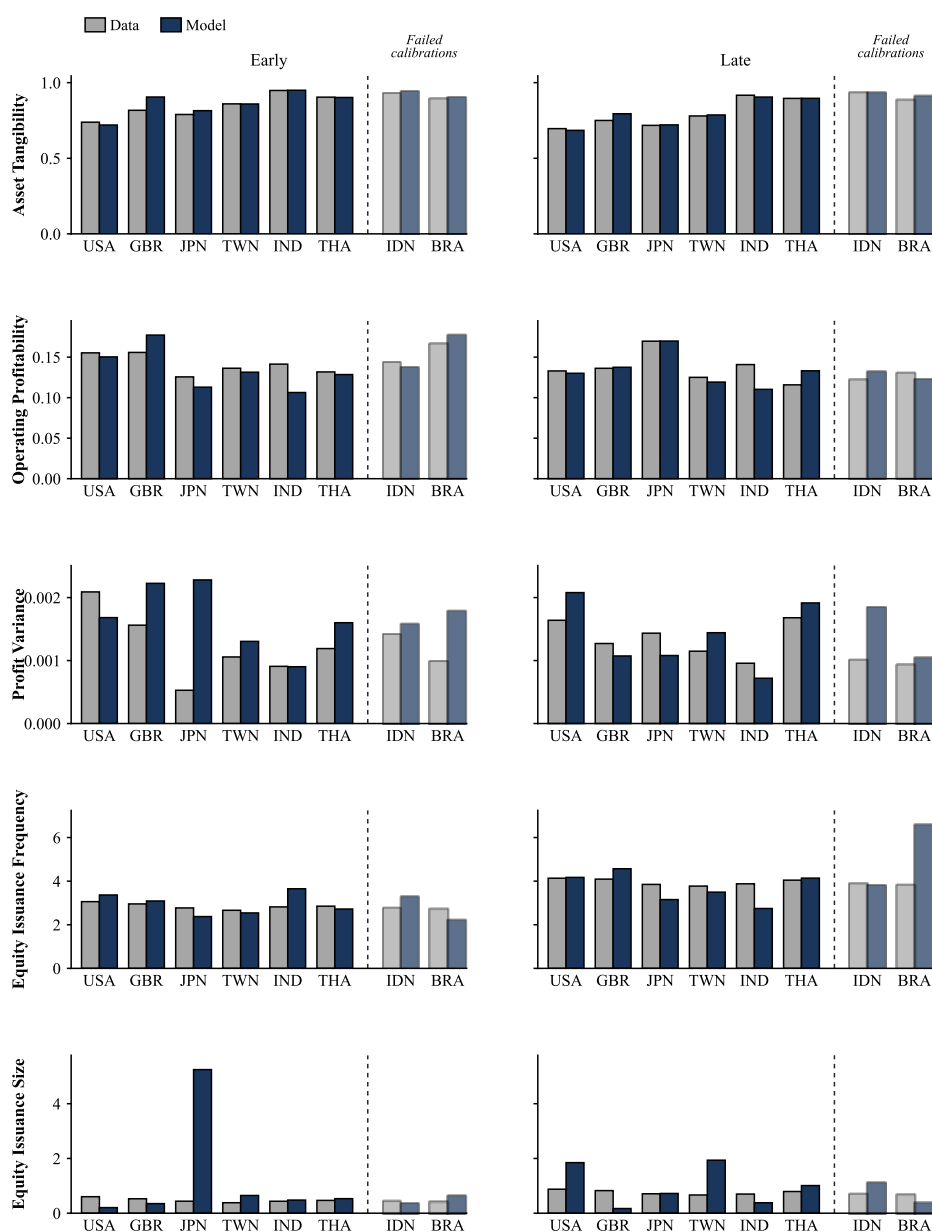 Data Model
Early
Failed
calibrations
Late
Failed
calibrations
Asset Tangibility
1.0
0.5
0.0
USA GBR JPN TWN IND THA IDN BRA
USA GBR JPN TWN IND THA IDN BRA
Operating Profitability
0.15
0.10
0.05
0.00
USA GBR JPN TWN IND THA IDN BRA
USA GBR JPN TWN IND THA IDN BRA
Profit Variance
0.002
0.001
0.000
USA GBR JPN TWN IND THA IDN BRA
USA GBR JPN TWN IND THA IDN BRA
Equity Issuance Frequency
6
4
2
0
USA GBR JPN TWN IND THA IDN BRA
USA GBR JPN TWN IND THA IDN BRA
Equity Issuance Size
4
2
0
USA GBR JPN TWN IND THA IDN BRA
USA GBR JPN TWN IND THA IDN BRA